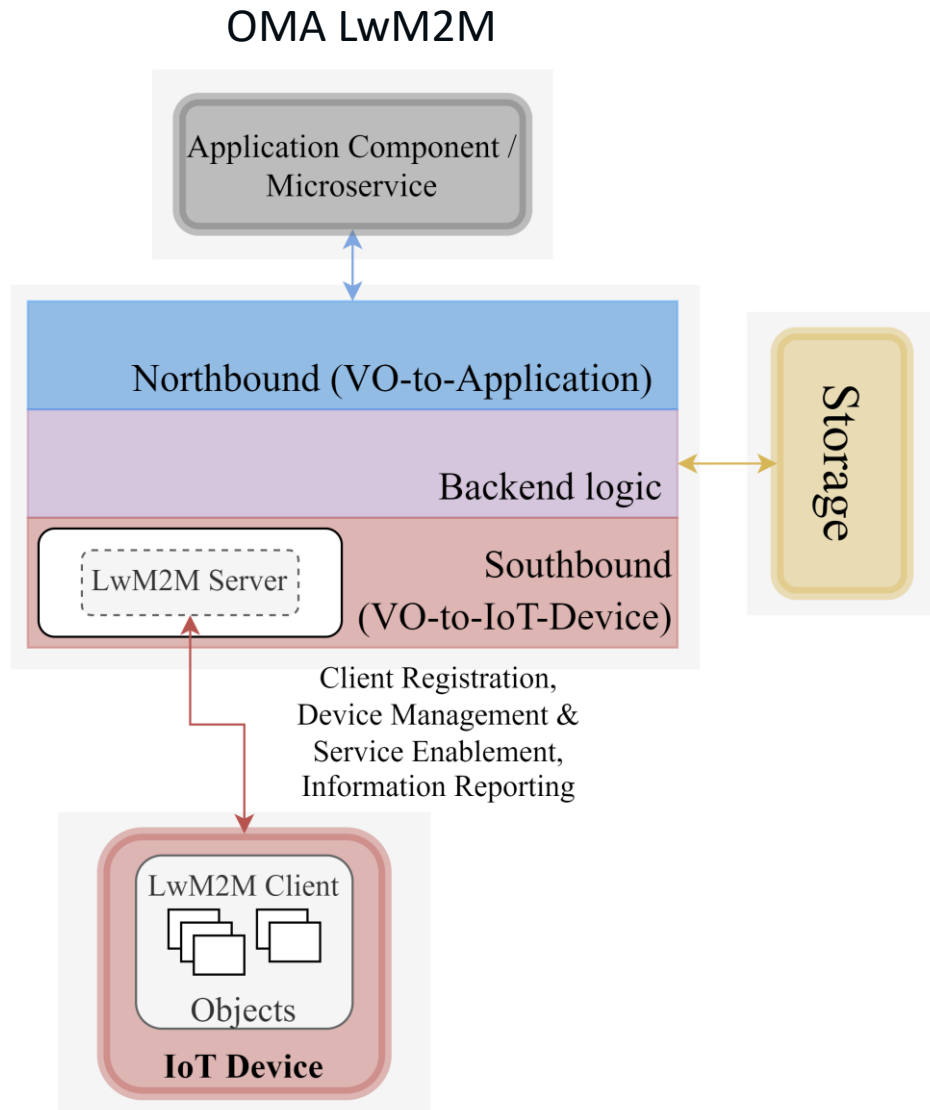 OMA LwM2M
Application Component /
Microservice
Northbound (VO-to-Application)
Backend logic
Storage
LwM2M Server
Southbound
(VO-to-IoT-Device)
Client Registration,
Device Management &
Service Enablement,
Information Reporting
LwM2M Client
Objects
IoT Device